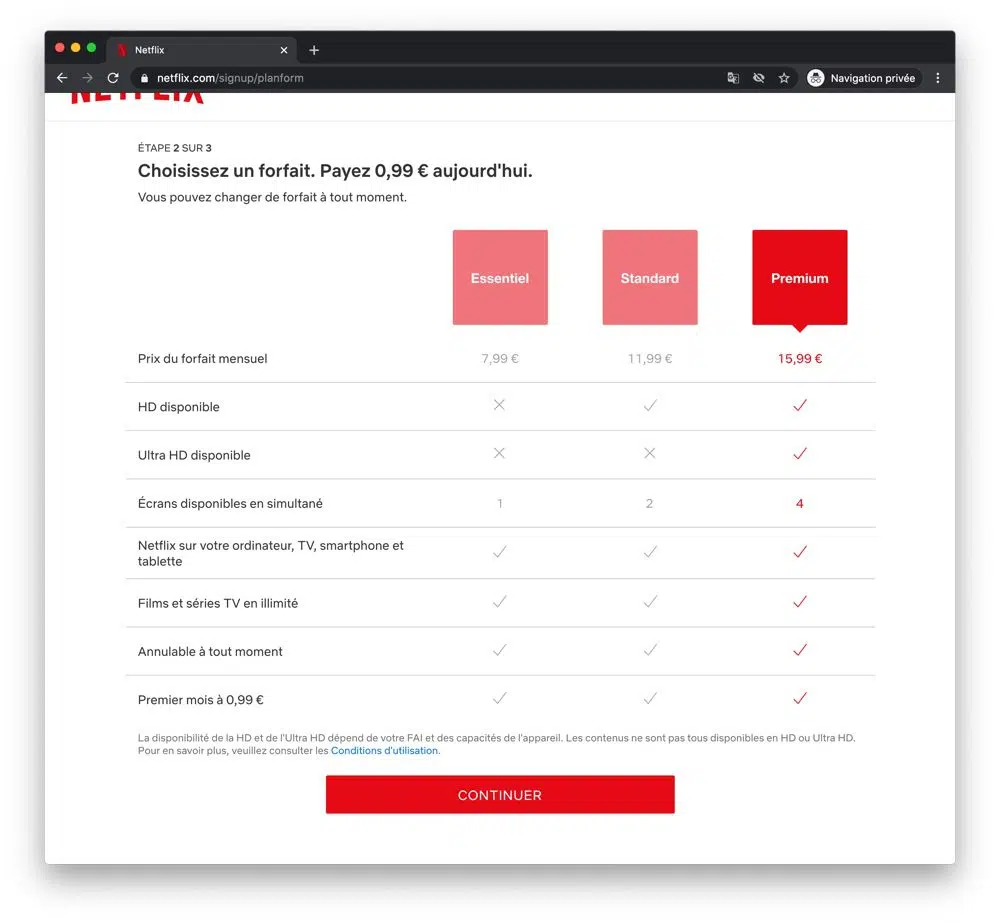 Netflix
netflix.com/signup/planform
Navigation privée
NETFLIX
ÉTAPE 2 SUR 3
Choisissez un forfait. Payez 0,99 € aujourd'hui.
Vous pouvez changer de forfait à tout moment.
Essentiel Standard Premium
Prix du forfait mensuel 7,99 € 11,99 € 15,99 €
HD disponible
Ultra HD disponible
Écrans disponibles en simultané 1 2 4
Netflix sur votre ordinateur, TV, smartphone et
tablette
Films et séries TV en illimité
Annulable à tout moment
Premier mois à 0,99 €
La disponibilité de la HD et de l'Ultra HD dépend de votre FAI et des capacités de l'appareil. Les contenus ne sont pas tous disponibles en HD ou Ultra HD.
Pour en savoir plus, veuillez consulter les Conditions d'utilisation.
CONTINUER